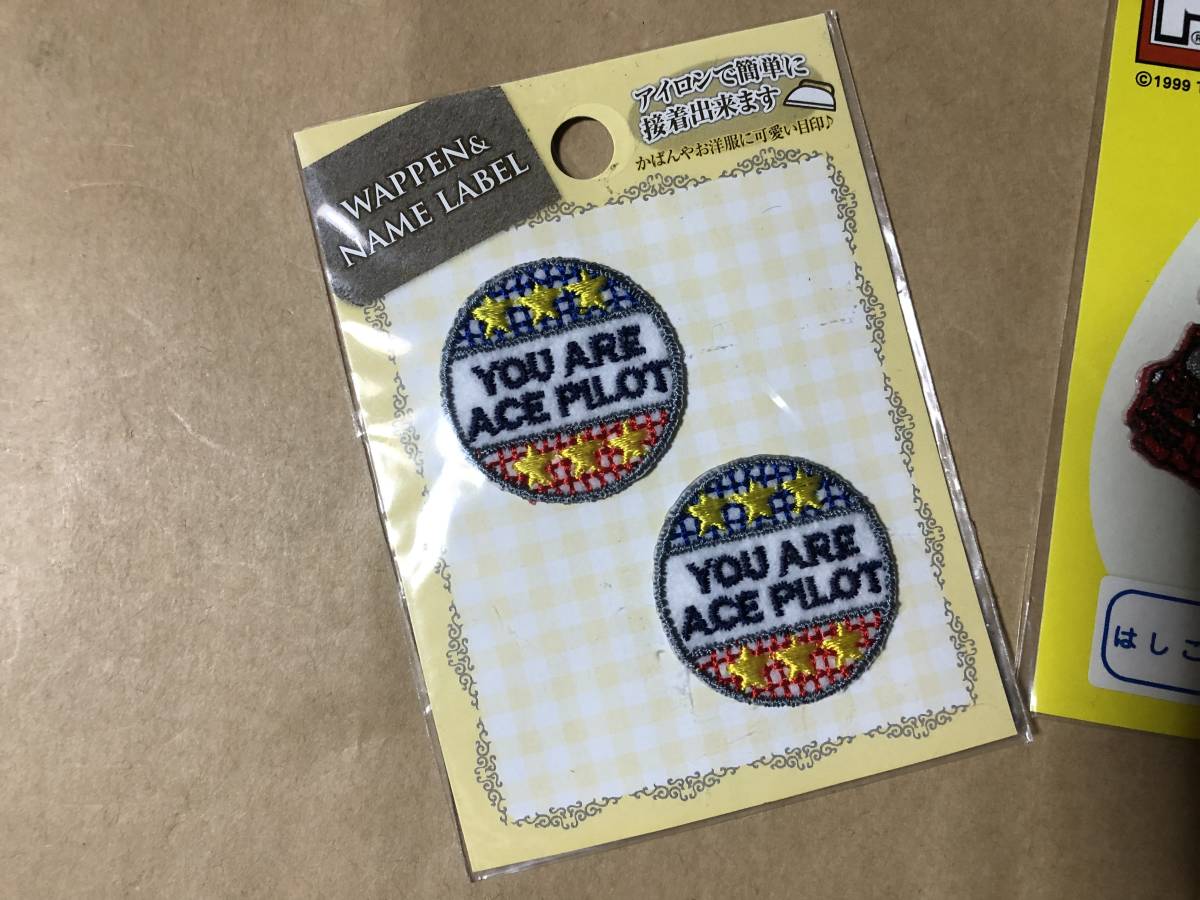 WAPPEN&
NAME LABEL
アイロンで簡単に
接着出来ます
かばんやお洋服に可愛い目印♪
YOU ARE
ACE PILOT
YOU ARE
ACE PILOT
©1999
はしご